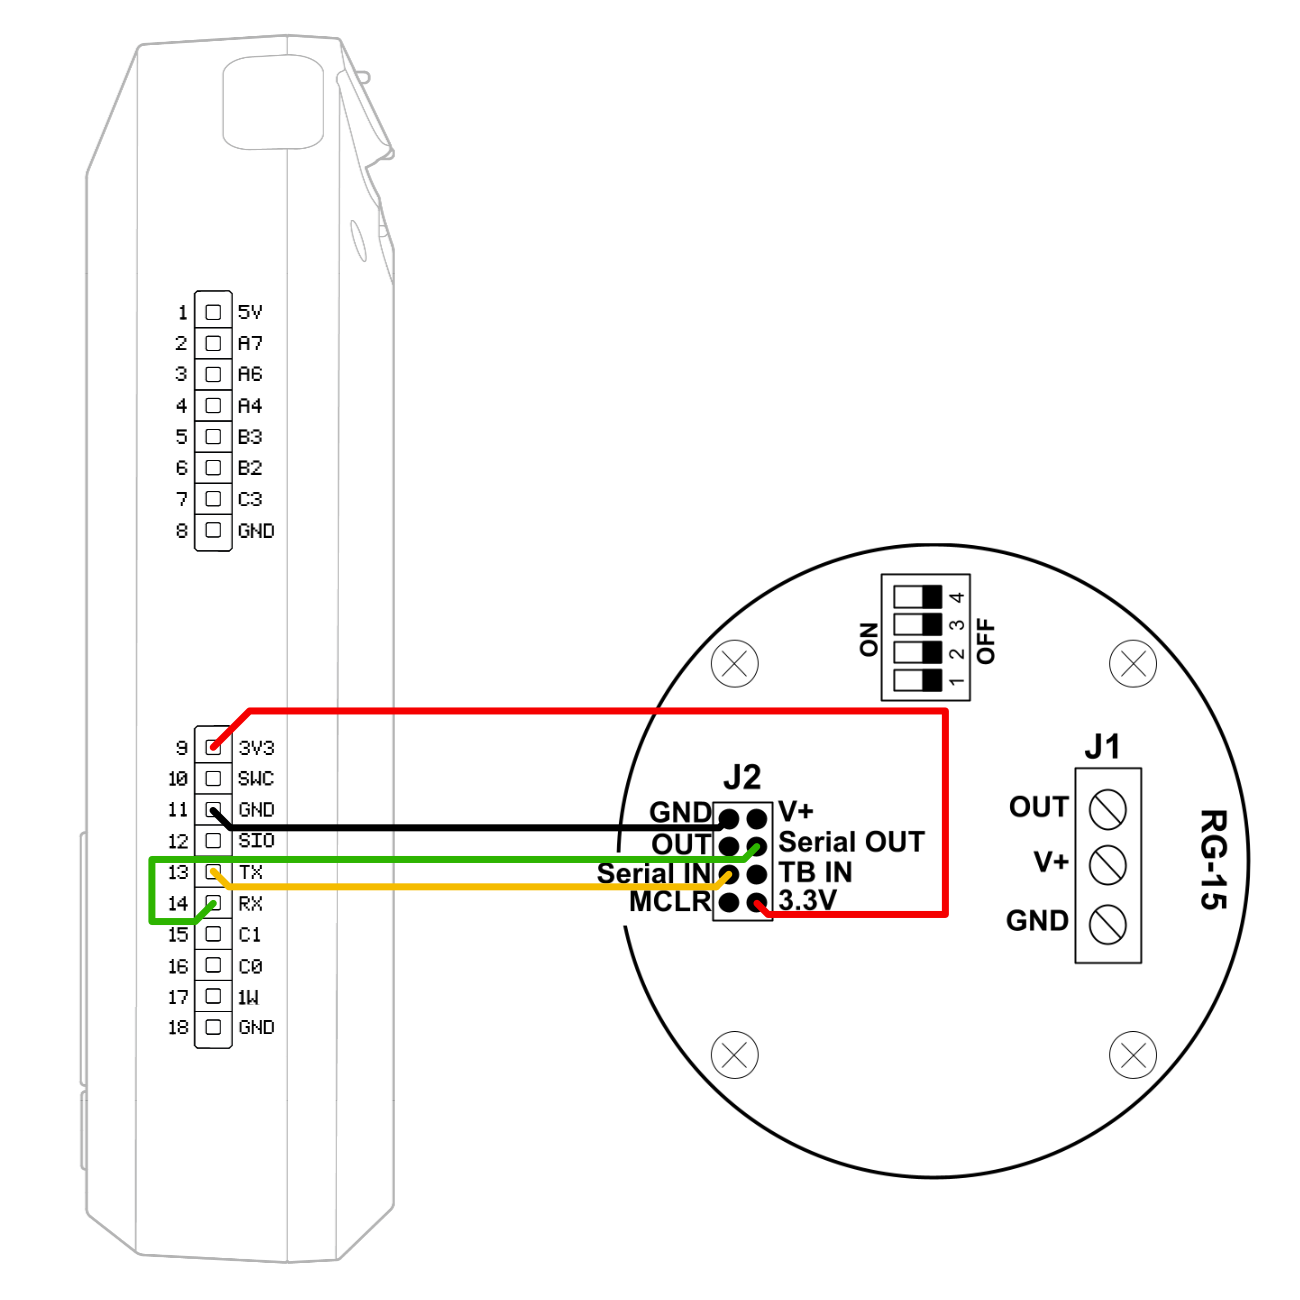 1 5V
2 A7
3 A6
4 A4
5 B3
6 B2
7 C3
8 GND
9 3V3
10 SWC
11 GND
12 SIO
13 TX
14 RX
15 C1
16 C0
17 1W
18 GND
ON
4
3
2
1
OFF
J2
GND V+
OUT Serial OUT
Serial IN TB IN
MCLR 3.3V
J1
OUT
V+
GND
RG-15